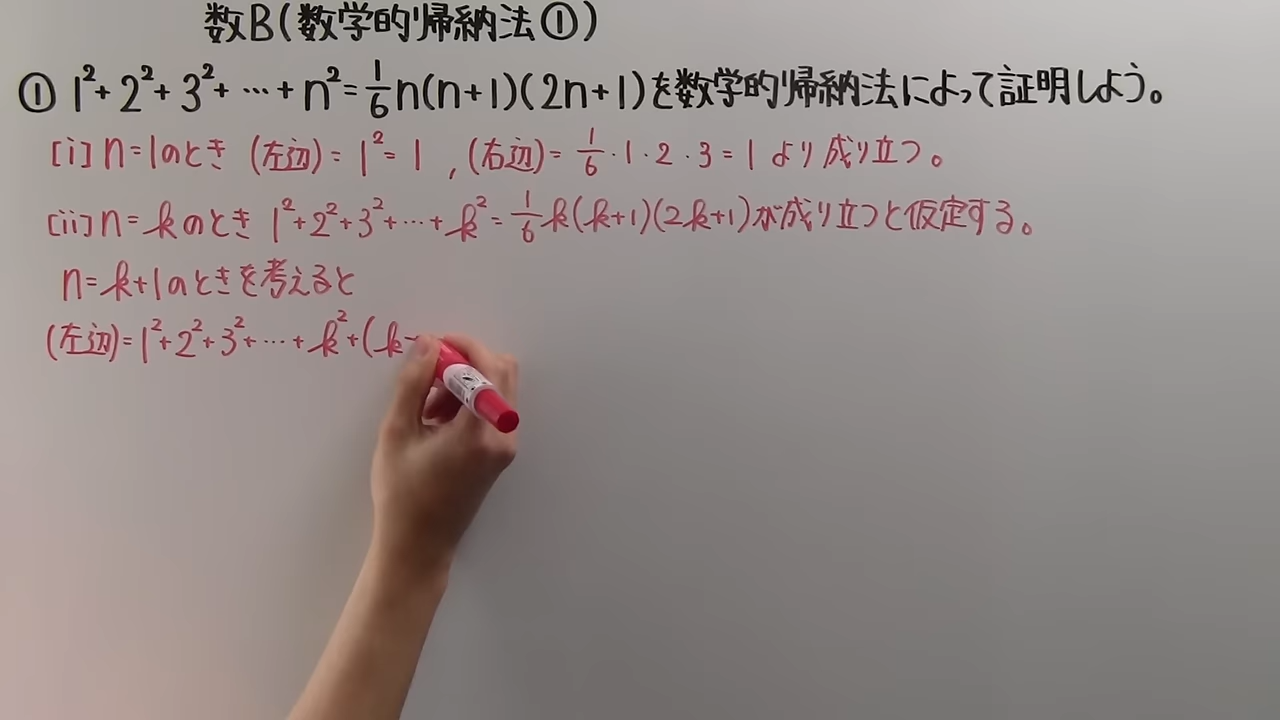 数B(数学的帰納法①)
① 1²+2²+3²+…+n²=1/6n(n+1)(2n+1)を数学的帰納法によって証明しよう。
[i] n=1のとき (左辺)=1²=1 , (右辺)=1/6・1・2・3=1 より成り立つ。
[ii] n=kのとき 1²+2²+3²+…+k²=1/6k(k+1)(2k+1)が成り立つと仮定する。
n=k+1のときを考えると
(左辺)=1²+2²+3²+…+k²+(k+